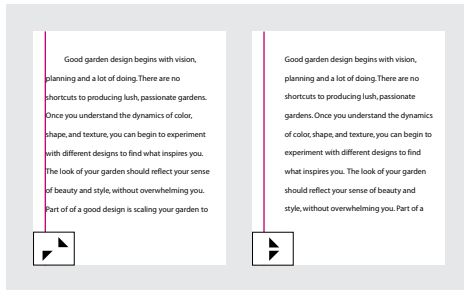 Good garden design begins with vision,
planning and a lot of doing. There are no
shortcuts to producing lush, passionate gardens.
Once you understand the dynamics of color,
shape, and texture, you can begin to experiment
with different designs to find what inspires you.
The look of your garden should reflect your sense
of beauty and style, without overwhelming you.
Part of of a good design is scaling your garden to
Good garden design begins with vision,
planning and a lot of doing. There are no
shortcuts to producing lush, passionate
gardens. Once you understand the dynamics
of color, shape, and texture, you can begin to
experiment with different designs to find
what inspires you. The look of your garden
should reflect your sense of beauty and
style, without overwhelming you. Part of a